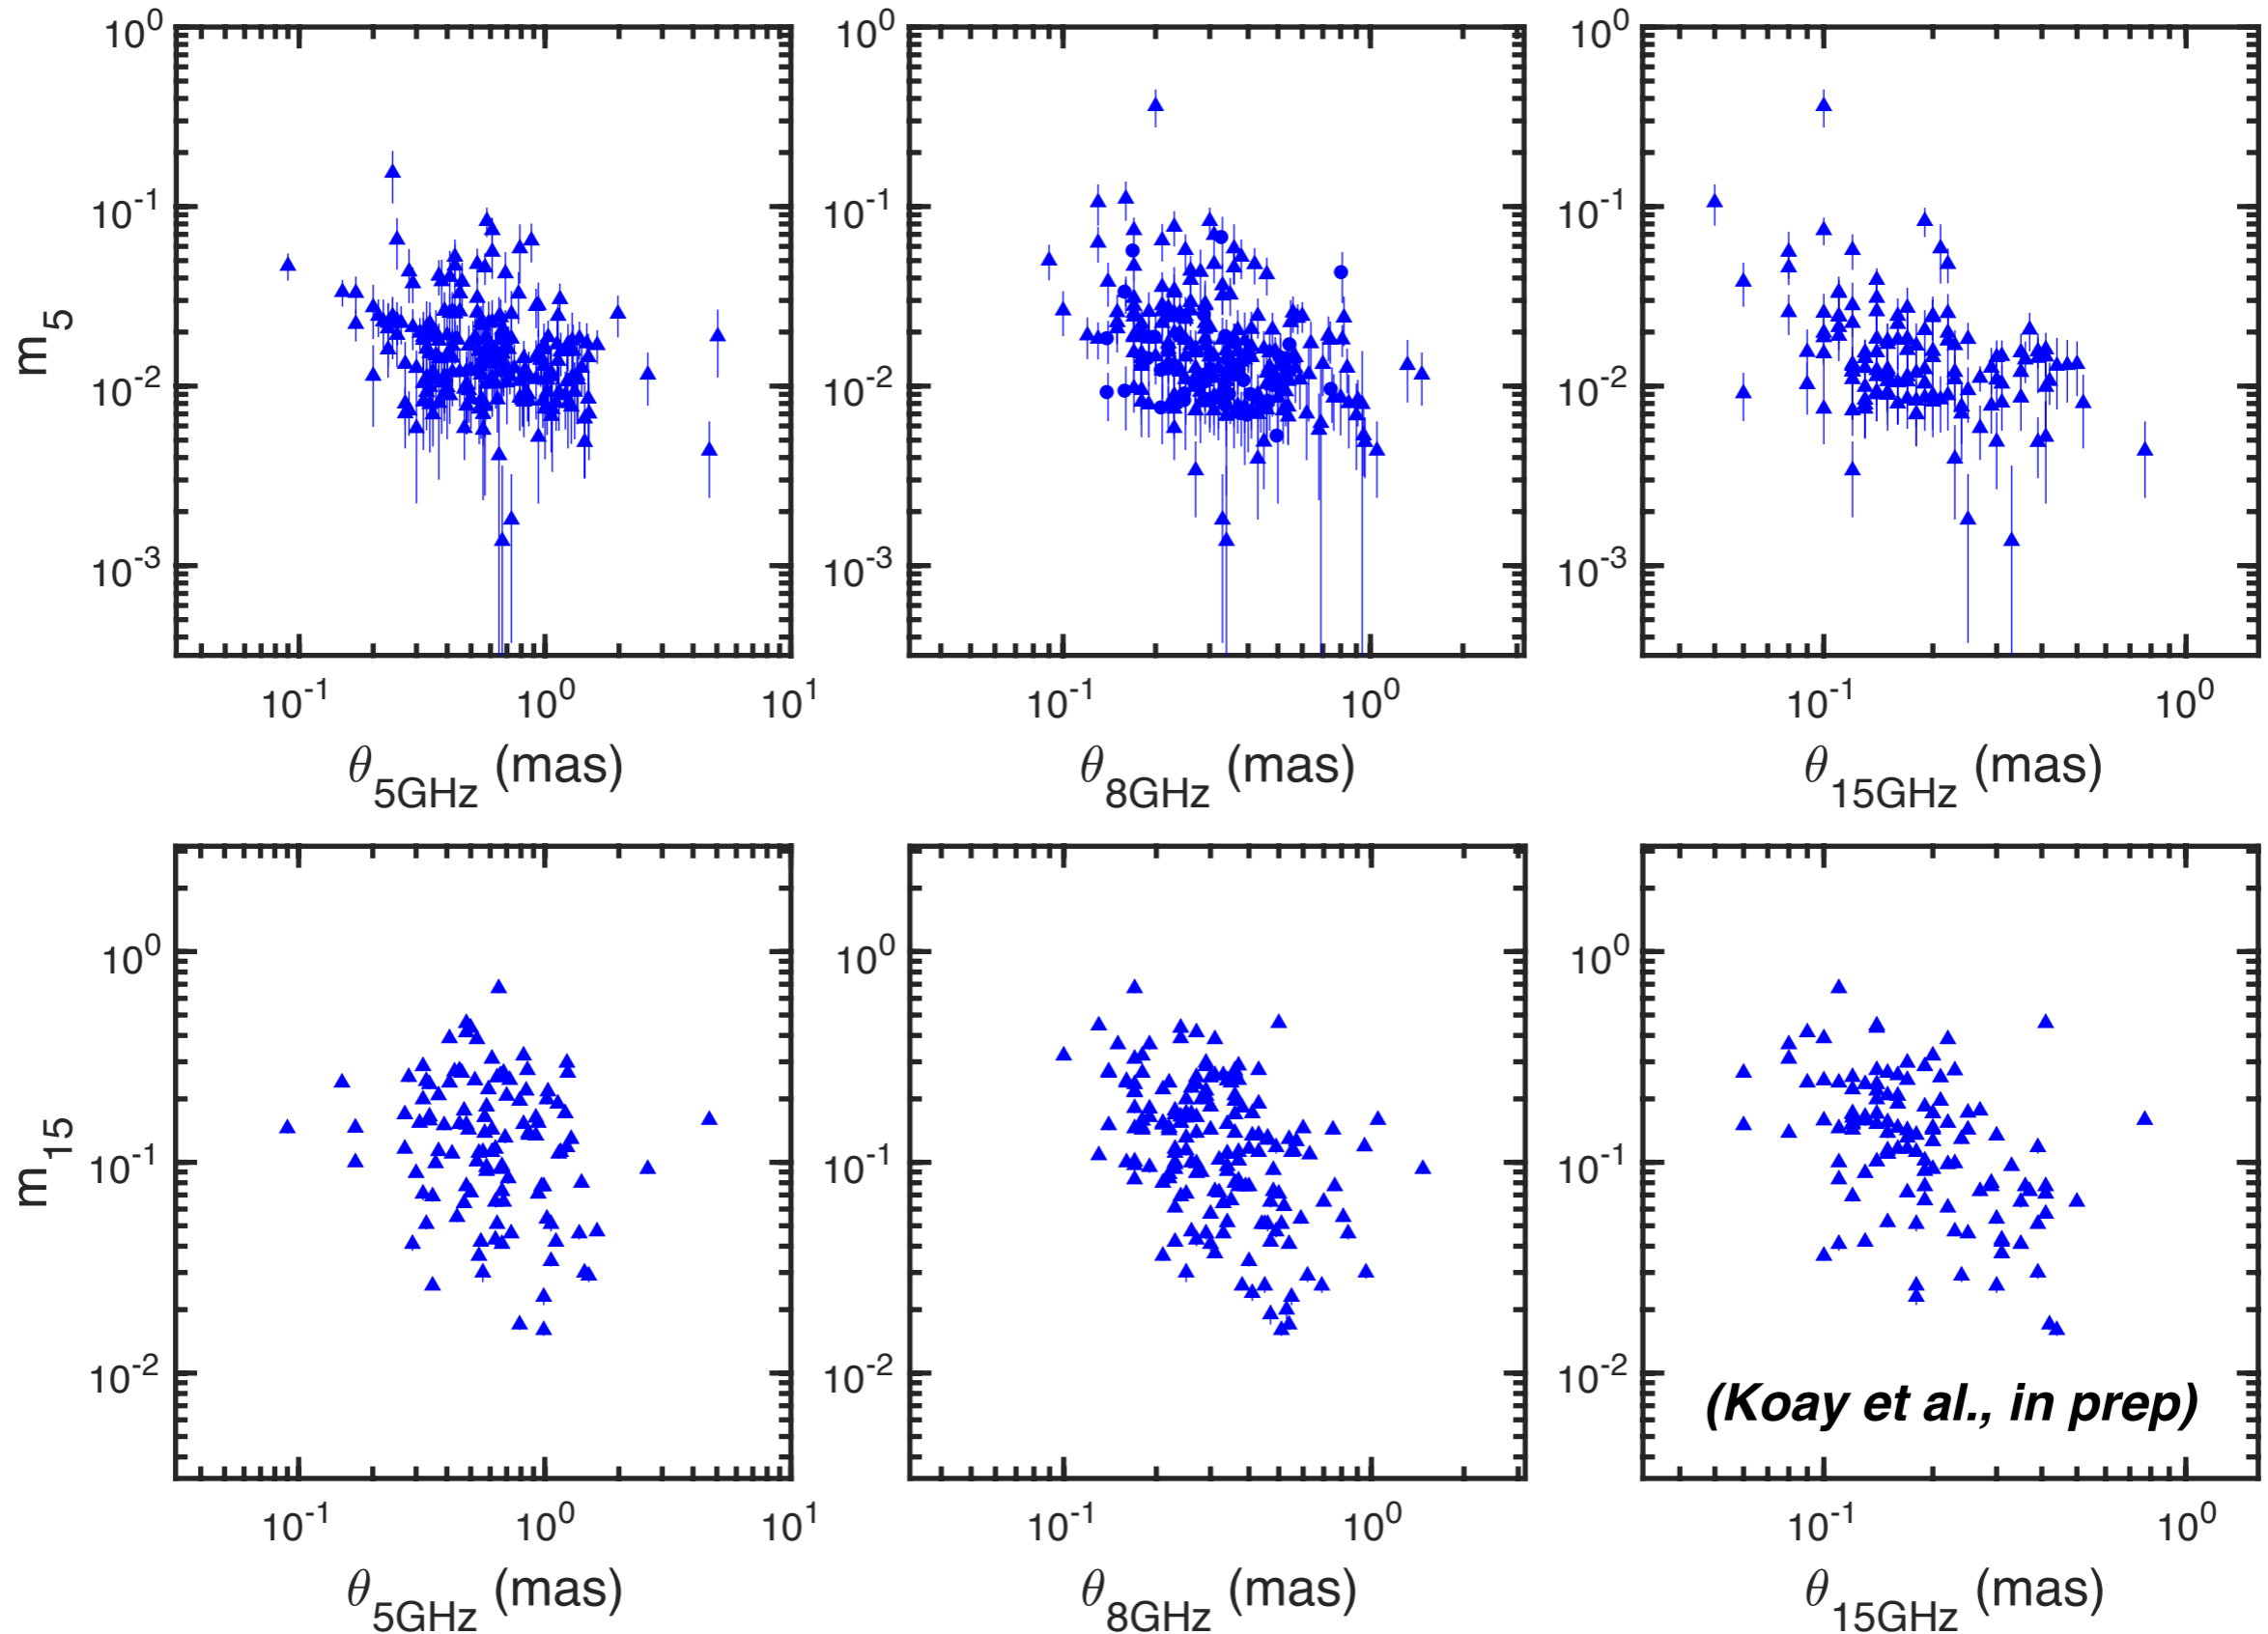 10^0 10^0 10^0
10^-1 10^-1 10^-1
m_5
10^-2 10^-2 10^-2
10^-3 10^-3 10^-3
10^-1 10^0 10^1 10^-1 10^0 10^-1 10^0
θ_5GHz (mas) θ_8GHz (mas) θ_15GHz (mas)
10^0 10^0 10^0
10^-1 10^-1 10^-1
m_15
10^-2 10^-2 10^-2
(Koay et al., in prep)
10^-1 10^0 10^1 10^-1 10^0 10^-1 10^0
θ_5GHz (mas) θ_8GHz (mas) θ_15GHz (mas)